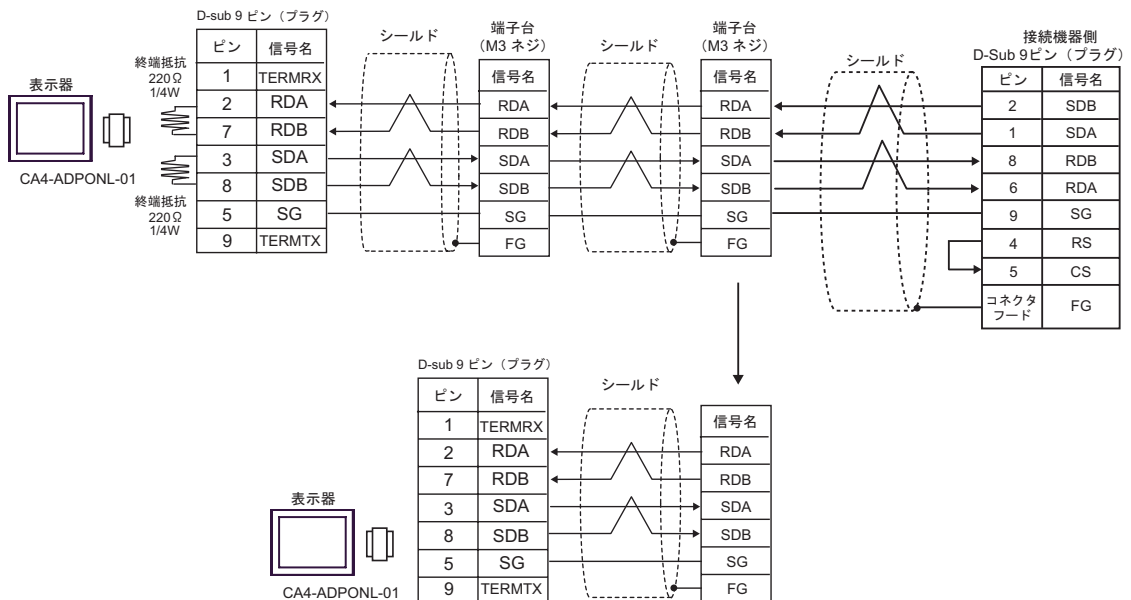 D-sub 9 ピン（プラグ）
ピン 信号名
1 TERMRX
2 RDA
7 RDB
3 SDA
8 SDB
5 SG
9 TERMTX
終端抵抗
220Ω
1/4W
終端抵抗
220Ω
1/4W
表示器
CA4-ADPONL-01
シールド
端子台
（M3 ネジ）
信号名
RDA
RDB
SDA
SDB
SG
FG
シールド
端子台
（M3 ネジ）
信号名
RDA
RDB
SDA
SDB
SG
FG
シールド
接続機器側
D-Sub 9ピン（プラグ）
ピン 信号名
2 SDB
1 SDA
8 RDB
6 RDA
9 SG
4 RS
5 CS
コネクタ
フード
FG
D-sub 9 ピン（プラグ）
ピン 信号名
1 TERMRX
2 RDA
7 RDB
3 SDA
8 SDB
5 SG
9 TERMTX
表示器
CA4-ADPONL-01
シールド
信号名
RDA
RDB
SDA
SDB
SG
FG